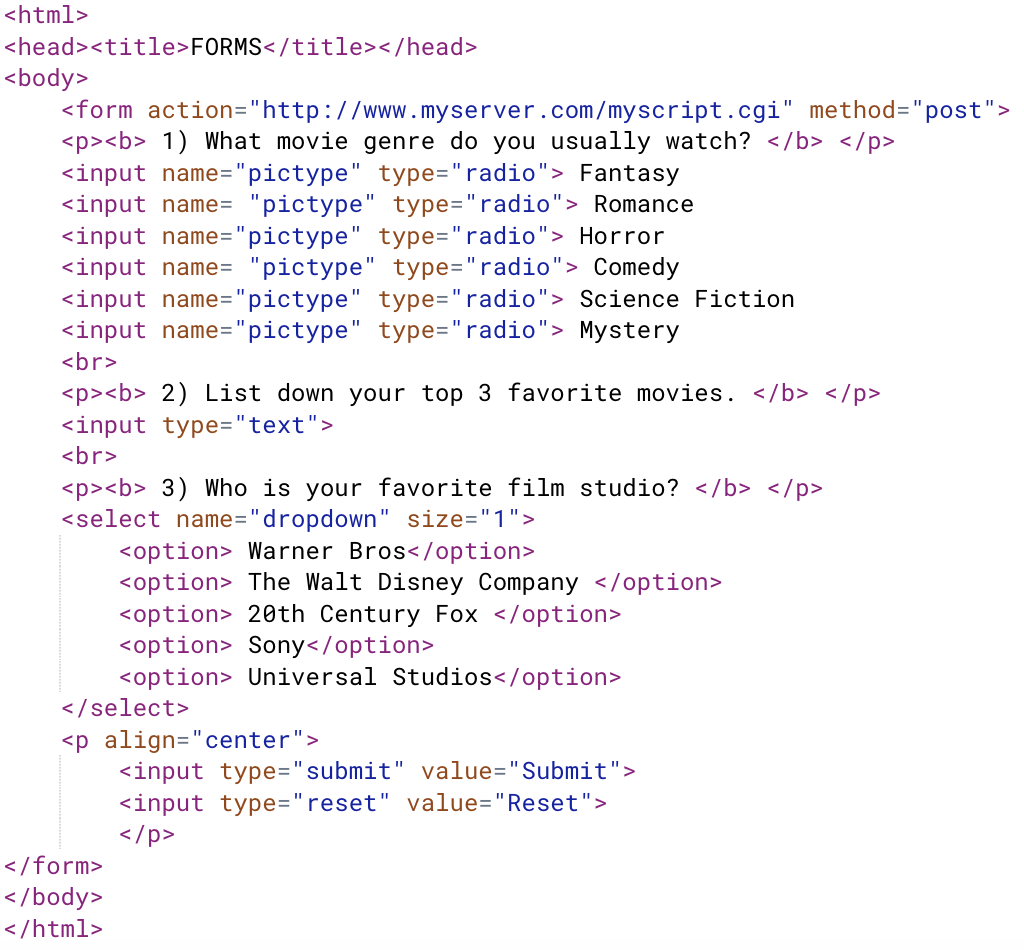 <html>
<head><title>FORMS</title></head>
<body>
    <form action="http://www.myserver.com/myscript.cgi" method="post">
    <p><b> 1) What movie genre do you usually watch? </b> </p>
    <input name="pictype" type="radio"> Fantasy
    <input name= "pictype" type="radio"> Romance
    <input name="pictype" type="radio"> Horror
    <input name= "pictype" type="radio"> Comedy
    <input name="pictype" type="radio"> Science Fiction
    <input name="pictype" type="radio"> Mystery
    <br>
    <p><b> 2) List down your top 3 favorite movies. </b> </p>
    <input type="text">
    <br>
    <p><b> 3) Who is your favorite film studio? </b> </p>
    <select name="dropdown" size="1">
        <option> Warner Bros</option>
        <option> The Walt Disney Company </option>
        <option> 20th Century Fox </option>
        <option> Sony</option>
        <option> Universal Studios</option>
    </select>
    <p align="center">
        <input type="submit" value="Submit">
        <input type="reset" value="Reset">
        </p>
</form>
</body>
</html>